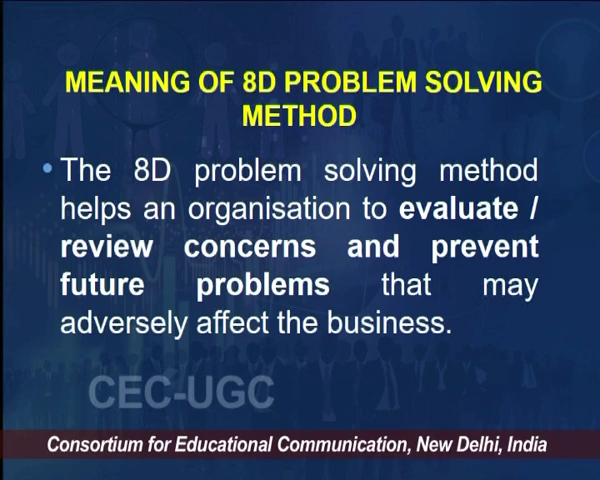 MEANING OF 8D PROBLEM SOLVING
METHOD
• The 8D problem solving method
helps an organisation to evaluate /
review concerns and prevent
future problems that may
adversely affect the business.
CEC-UGC
Consortium for Educational Communication, New Delhi, India